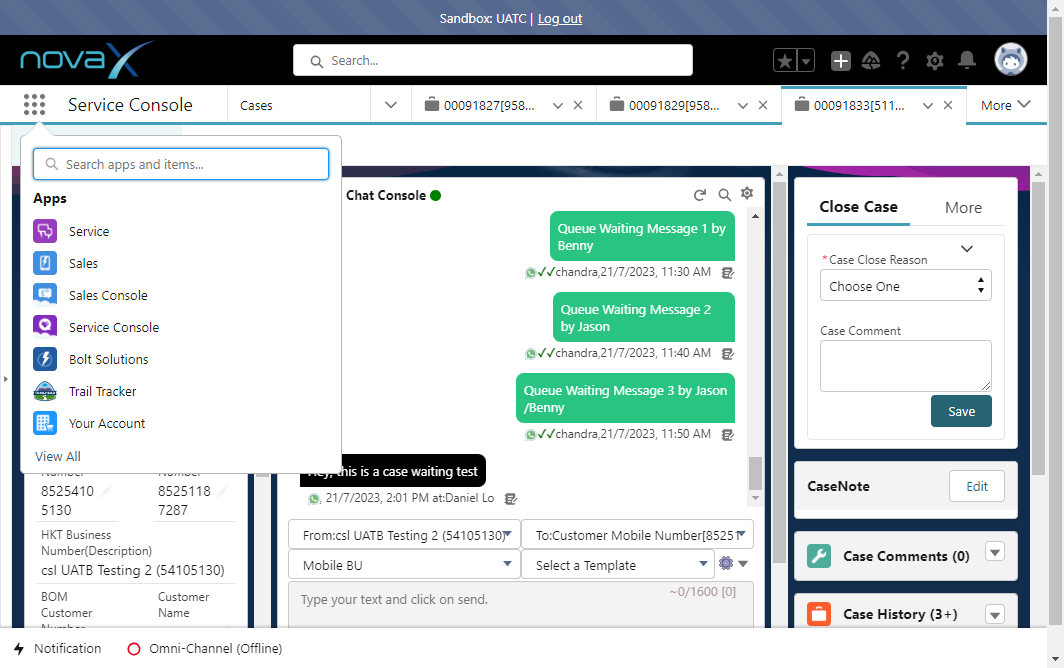 Sandbox: UATC | Log out
novaX
Search...
Service Console
Cases
00091827[958...
00091829[958...
00091833[511...
More
Search apps and items...
Apps
Service
Sales
Sales Console
Service Console
Bolt Solutions
Trail Tracker
Your Account
View All
8525410
5130
8525118
7287
HKT Business
Number(Description)
csl UATB Testing 2 (54105130)
BOM
Customer
Customer
Name
Chat Console
Queue Waiting Message 1 by
Benny
chandra,21/7/2023, 11:30 AM
Queue Waiting Message 2
by Jason
chandra,21/7/2023, 11:40 AM
Queue Waiting Message 3 by Jason
/Benny
chandra,21/7/2023, 11:50 AM
Hey, this is a case waiting test
, 21/7/2023, 2:01 PM at:Daniel Lo
From:csl UATB Testing 2 (54105130)
To:Customer Mobile Number[85251
Mobile BU
Select a Template
Type your text and click on send.
~0/1600 [0]
Close Case
More
*Case Close Reason
Choose One
Case Comment
Save
CaseNote
Edit
Case Comments (0)
Case History (3+)
Notification
Omni-Channel (Offline)